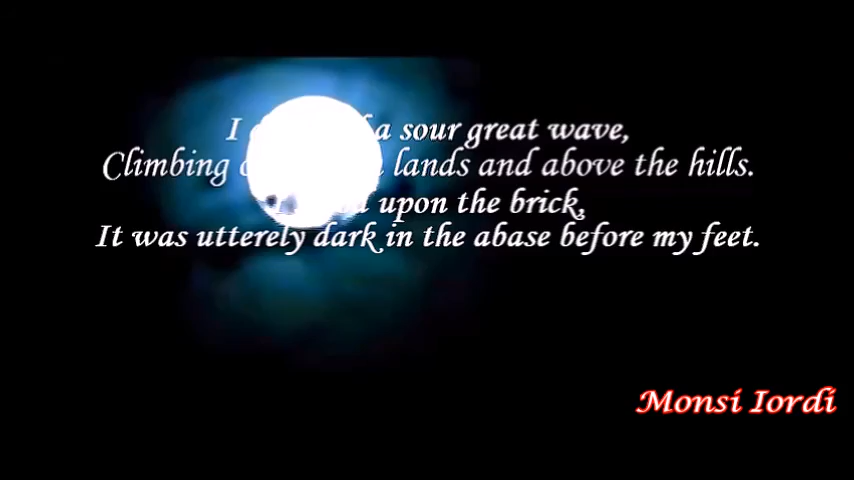 I a sour great wave,
Climbing lands and above the hills.
upon the brick,
It was utterely dark in the abase before my feet.
Monsi Iordi